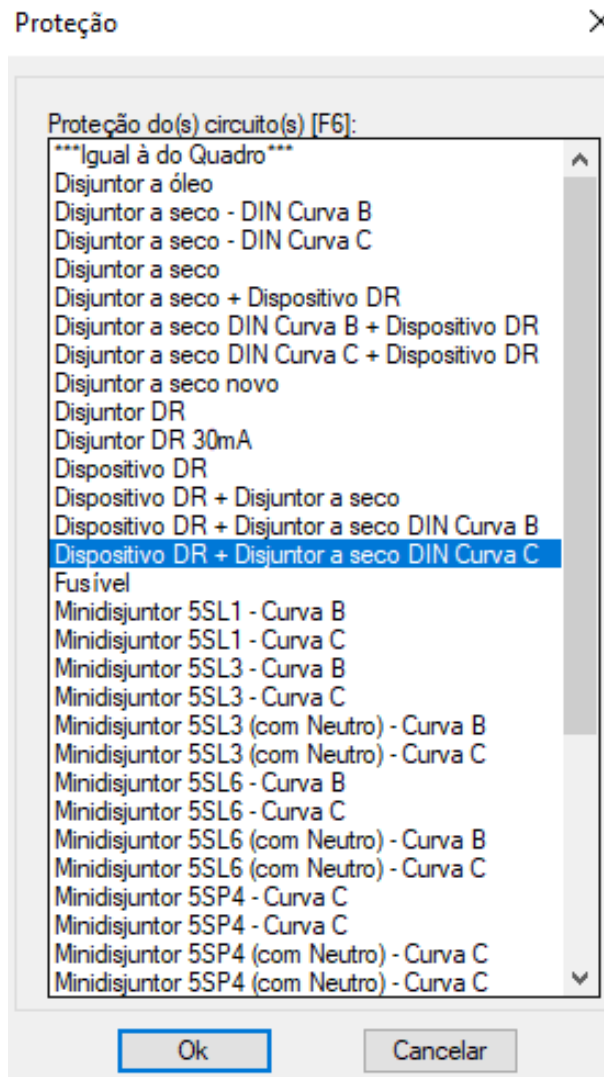 Proteção
Proteção do(s) circuito(s) [F6]:
***Igual à do Quadro***
Disjuntor a óleo
Disjuntor a seco - DIN Curva B
Disjuntor a seco - DIN Curva C
Disjuntor a seco
Disjuntor a seco + Dispositivo DR
Disjuntor a seco DIN Curva B + Dispositivo DR
Disjuntor a seco DIN Curva C + Dispositivo DR
Disjuntor a seco novo
Disjuntor DR
Disjuntor DR 30mA
Dispositivo DR
Dispositivo DR + Disjuntor a seco
Dispositivo DR + Disjuntor a seco DIN Curva B
Dispositivo DR + Disjuntor a seco DIN Curva C
Fusível
Minidisjuntor 5SL1 - Curva B
Minidisjuntor 5SL1 - Curva C
Minidisjuntor 5SL3 - Curva B
Minidisjuntor 5SL3 - Curva C
Minidisjuntor 5SL3 (com Neutro) - Curva B
Minidisjuntor 5SL3 (com Neutro) - Curva C
Minidisjuntor 5SL6 - Curva B
Minidisjuntor 5SL6 - Curva C
Minidisjuntor 5SL6 (com Neutro) - Curva B
Minidisjuntor 5SL6 (com Neutro) - Curva C
Minidisjuntor 5SP4 - Curva C
Minidisjuntor 5SP4 - Curva C
Minidisjuntor 5SP4 (com Neutro) - Curva C
Minidisjuntor 5SP4 (com Neutro) - Curva C
Ok
Cancelar